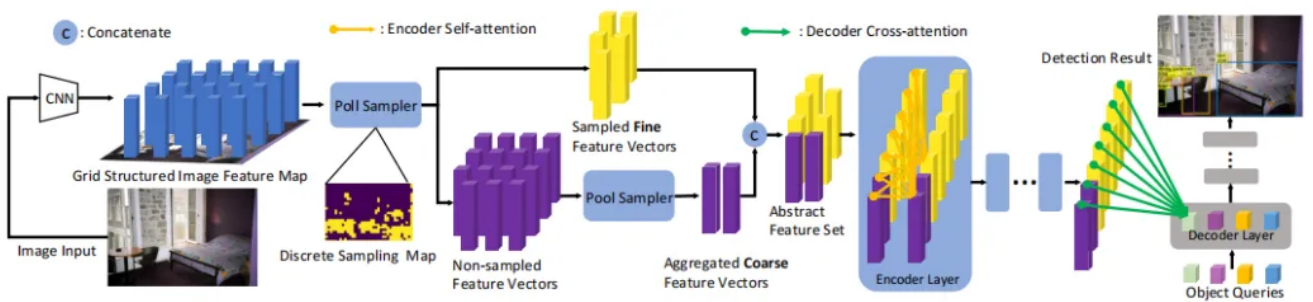 C : Concatenate
: Encoder Self-attention
: Decoder Cross-attention
Detection Result
CNN
Poll Sampler
Sampled Fine
Feature Vectors
C
Grid Structured Image Feature Map
Pool Sampler
Abstract
Feature Set
Image Input
Discrete Sampling Map
Non-sampled
Feature Vectors
Aggregated Coarse
Feature Vectors
Encoder Layer
Decoder Layer
Object Queries